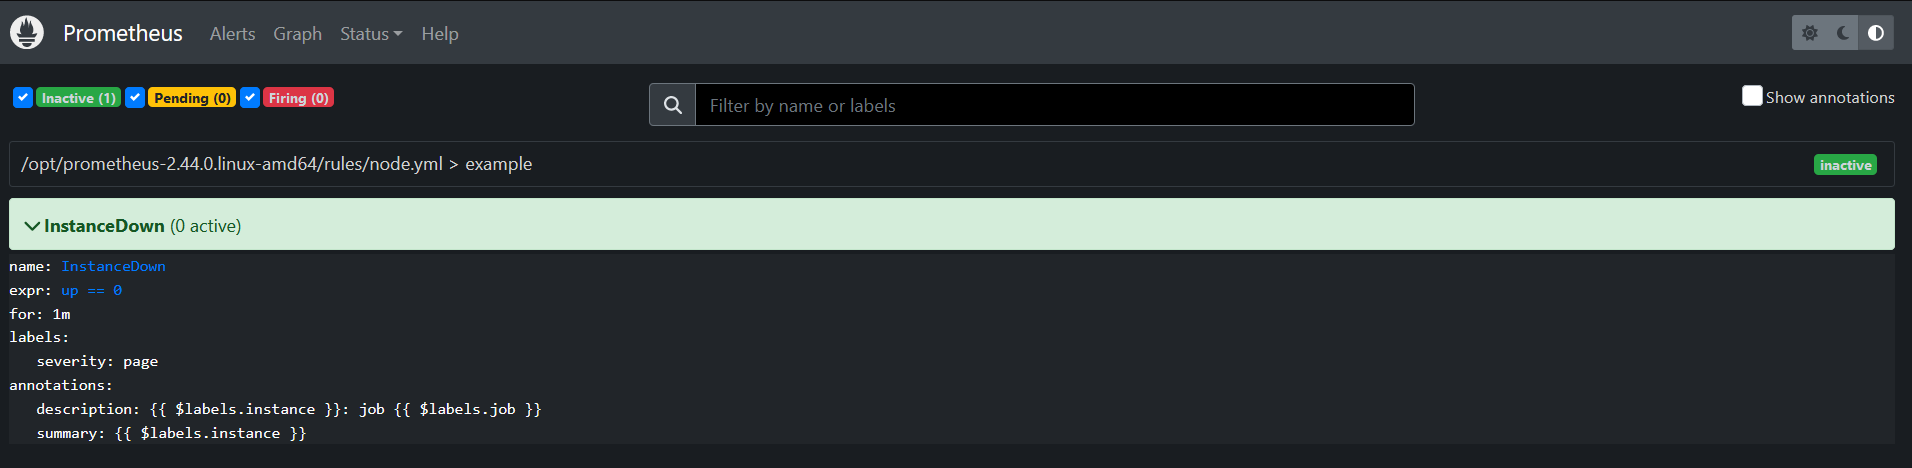 Prometheus Alerts Graph Status Help
Inactive (1) Pending (0) Firing (0) Filter by name or labels Show annotations
/opt/prometheus-2.44.0.linux-amd64/rules/node.yml > example inactive
InstanceDown (0 active)
name: InstanceDown
expr: up == 0
for: 1m
labels:
severity: page
annotations:
description: {{ $labels.instance }}: job {{ $labels.job }}
summary: {{ $labels.instance }}